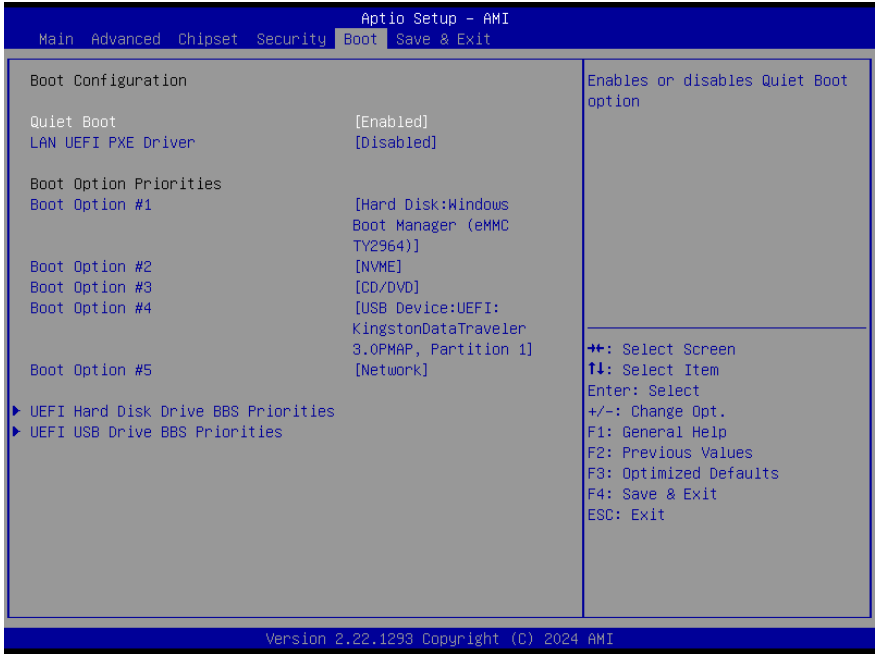 Aptio Setup – AMI
Main Advanced Chipset Security Boot Save & Exit
Boot Configuration
Quiet Boot [Enabled]
LAN UEFI PXE Driver [Disabled]
Boot Option Priorities
Boot Option #1 [Hard Disk:Windows
Boot Manager (eMMC
TY2964)]
Boot Option #2 [NVME]
Boot Option #3 [CD/DVD]
Boot Option #4 [USB Device:UEFI:
KingstonDataTraveler
3.0PMAP, Partition 1]
Boot Option #5 [Network]
UEFI Hard Disk Drive BBS Priorities
UEFI USB Drive BBS Priorities
Enables or disables Quiet Boot
option
→←: Select Screen
↑↓: Select Item
Enter: Select
+/-: Change Opt.
F1: General Help
F2: Previous Values
F3: Optimized Defaults
F4: Save & Exit
ESC: Exit
Version 2.22.1293 Copyright (C) 2024 AMI